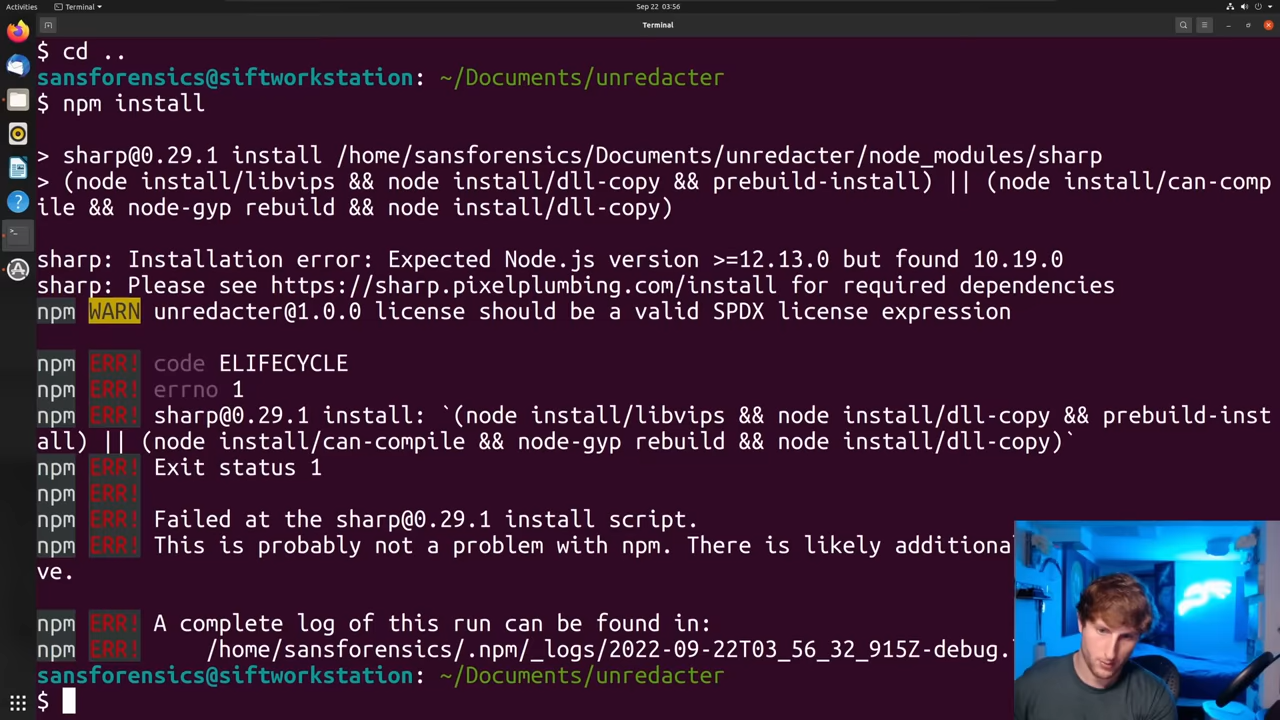 Activities
Terminal
Sep 22 03:56
Terminal
$ cd ..
sansforensics@siftworkstation: ~/Documents/unredacter
$ npm install
> sharp@0.29.1 install /home/sansforensics/Documents/unredacter/node_modules/sharp
> (node install/libvips && node install/dll-copy && prebuild-install) || (node install/can-comp
ile && node-gyp rebuild && node install/dll-copy)
sharp: Installation error: Expected Node.js version >=12.13.0 but found 10.19.0
sharp: Please see https://sharp.pixelplumbing.com/install for required dependencies
npm WARN unredacter@1.0.0 license should be a valid SPDX license expression
npm ERR! code ELIFECYCLE
npm ERR! errno 1
npm ERR! sharp@0.29.1 install: `(node install/libvips && node install/dll-copy && prebuild-inst
all) || (node install/can-compile && node-gyp rebuild && node install/dll-copy)`
npm ERR! Exit status 1
npm ERR!
npm ERR! Failed at the sharp@0.29.1 install script.
npm ERR! This is probably not a problem with npm. There is likely additional
ve.
npm ERR! A complete log of this run can be found in:
npm ERR! /home/sansforensics/.npm/_logs/2022-09-22T03_56_32_915Z-debug.
sansforensics@siftworkstation: ~/Documents/unredacter
$